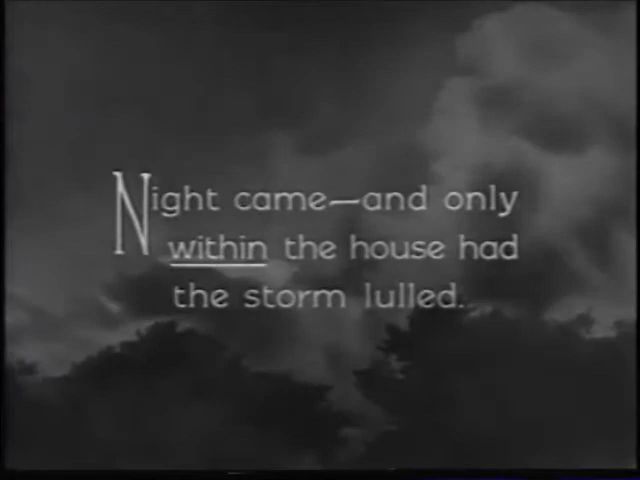 Night came—and only
within the house had
the storm lulled.